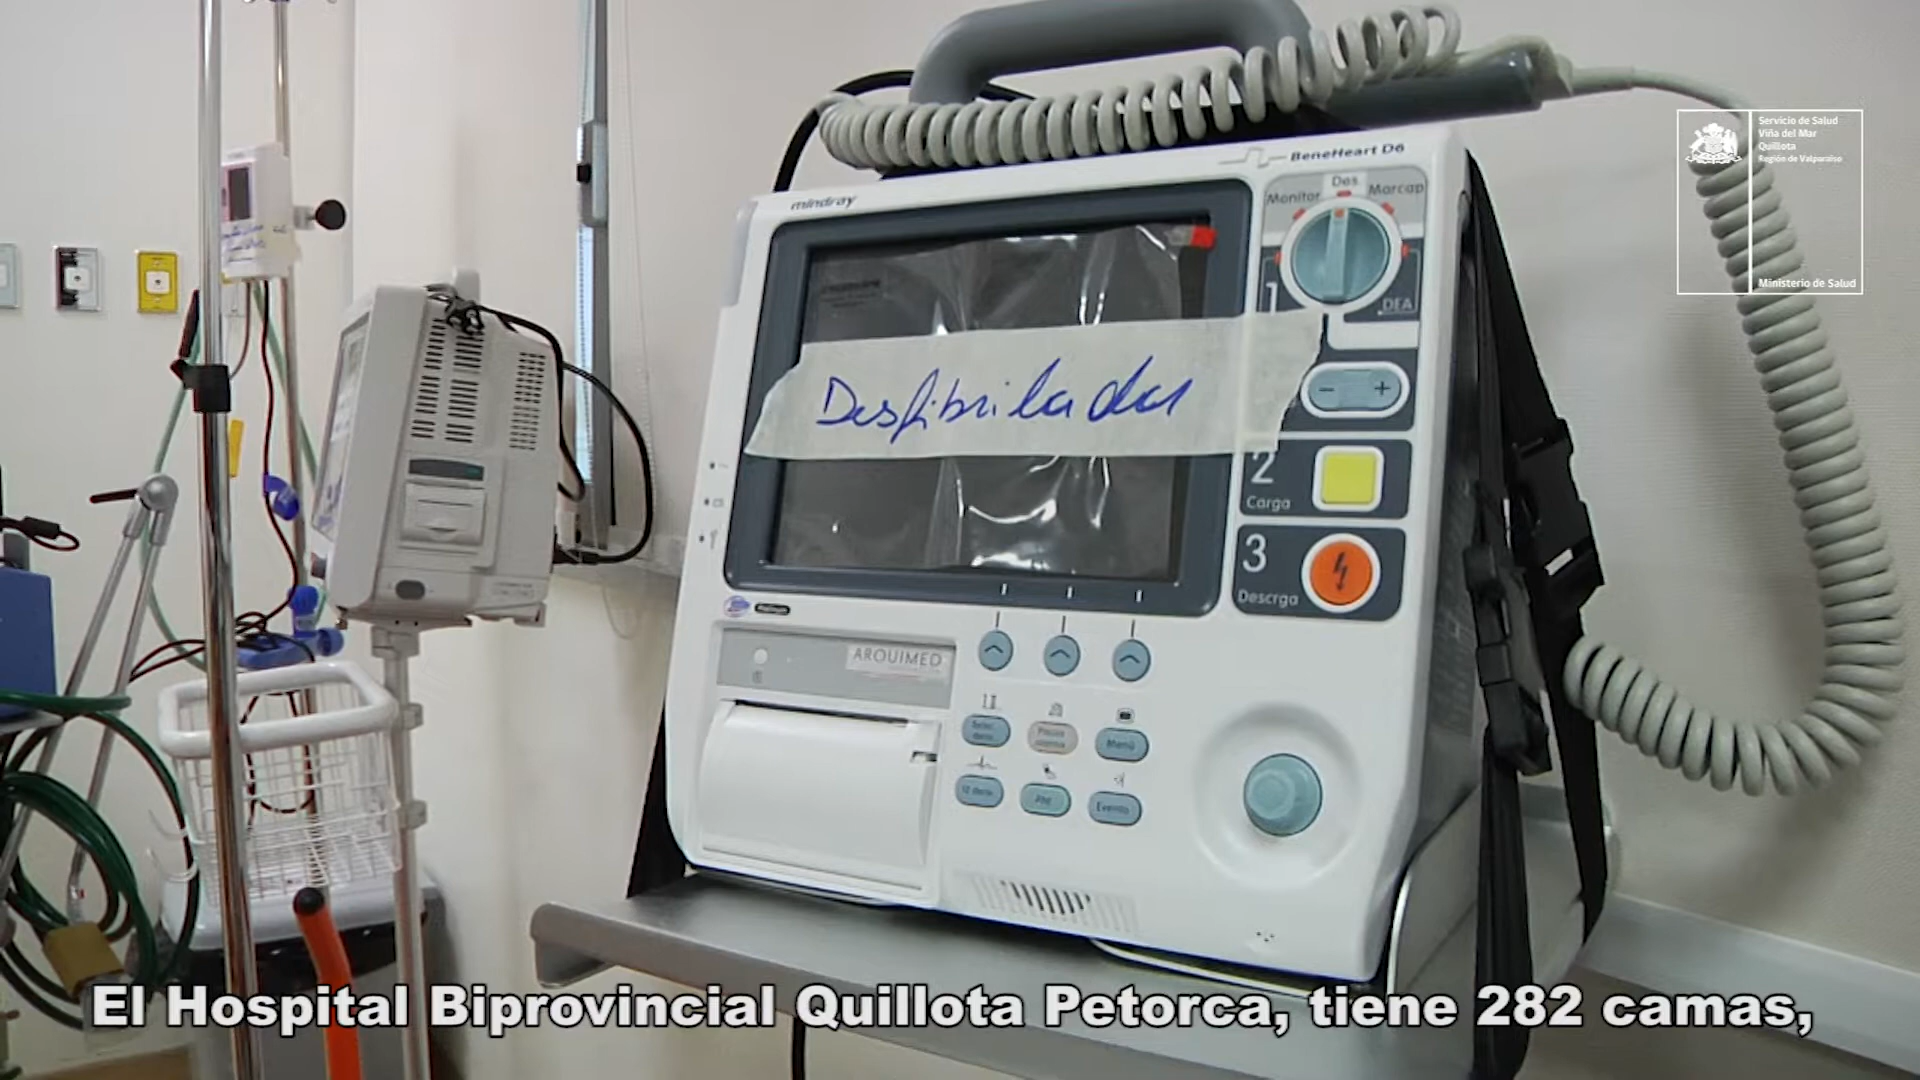 Servicio de Salud
Viña del Mar
Quillota
Región de Valparaíso
Ministerio de Salud
BeneHeart D6
mindray
Monitor
Des
Marcap
1
DEA
Desfibrilador
2
Carga
3
Descrga
ARQUIMED
Menú
Evento
El Hospital Biprovincial Quillota Petorca, tiene 282 camas,